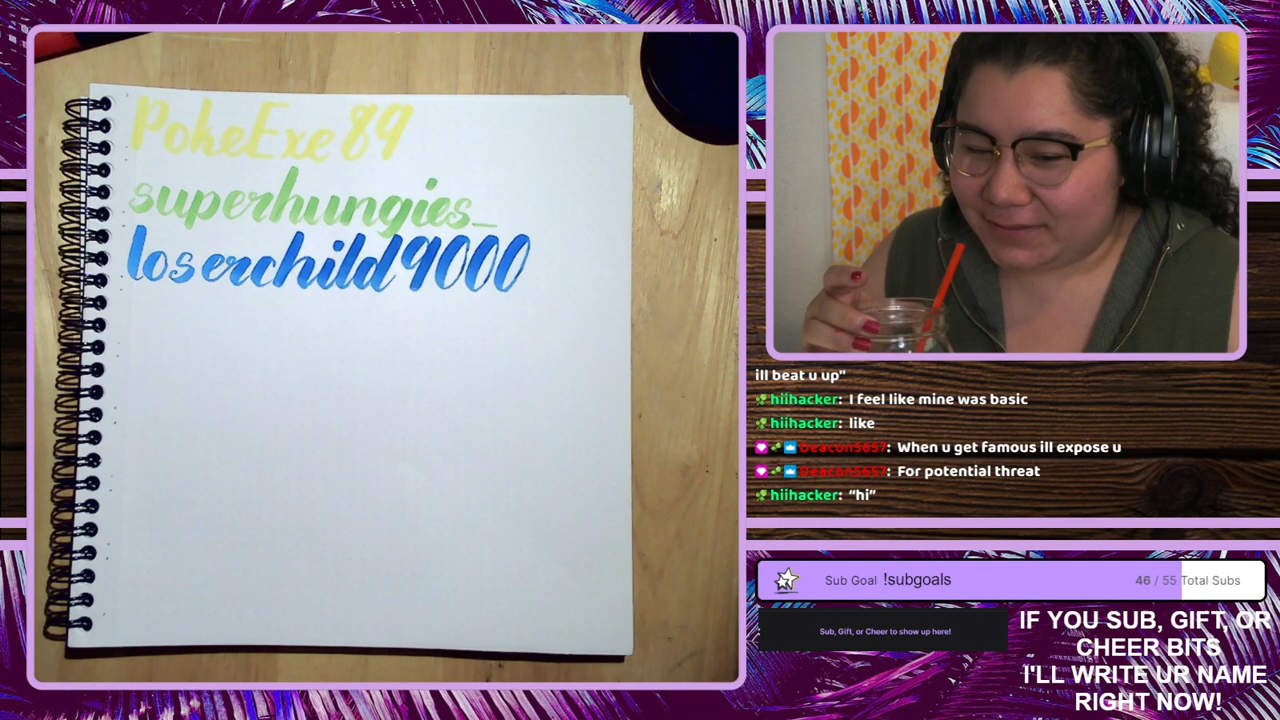 PokeExe89
superhungies_
loserchild9000
ill beat u up"
hiihacker: I feel like mine was basic
hiihacker: like
Deacon5657: When u get famous ill expose u
Deacon5657: For potential threat
hiihacker: “hi”
Sub Goal !subgoals 46 / 55 Total Subs
Sub, Gift, or Cheer to show up here!
IF YOU SUB, GIFT, OR
CHEER BITS
I'LL WRITE UR NAME
RIGHT NOW!